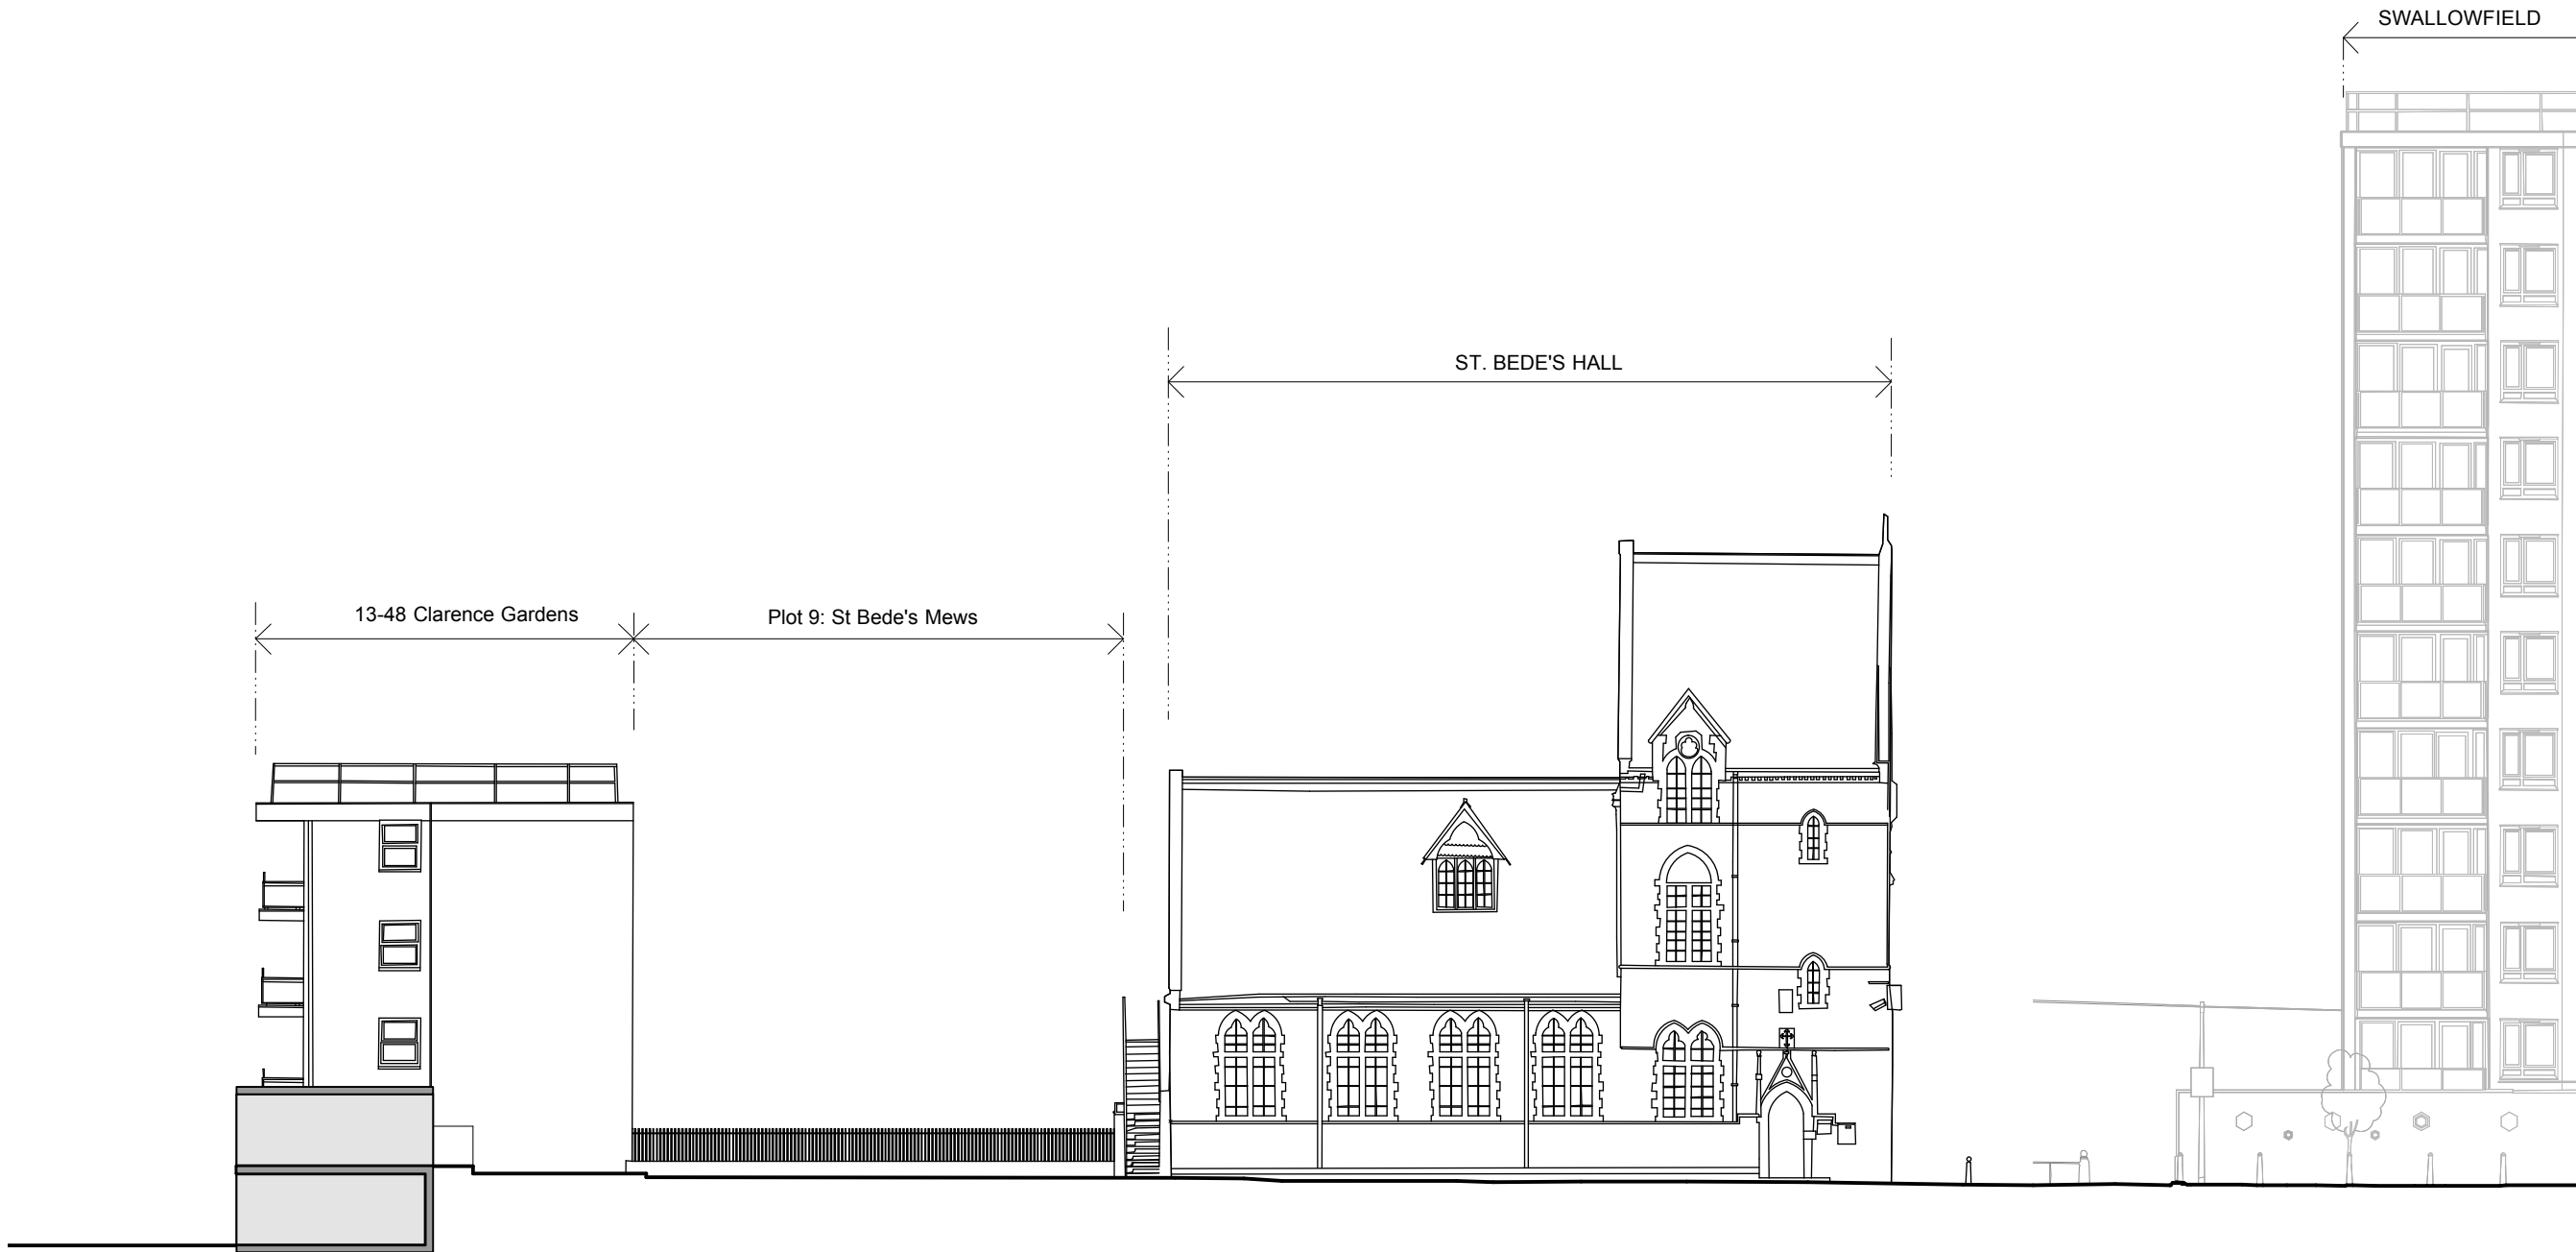 SWALLOWFIELD
ST. BEDE'S HALL
13-48 Clarence Gardens
Plot 9: St Bede's Mews